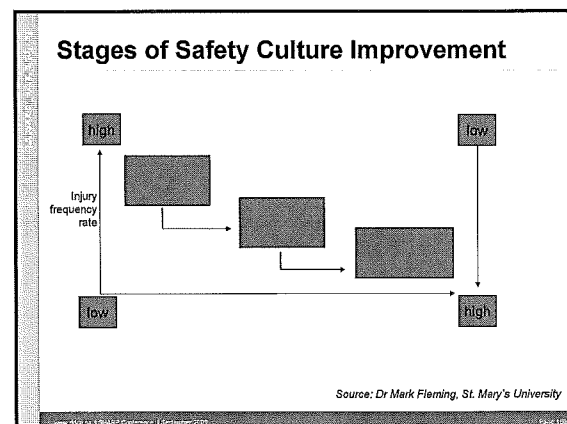 Stages of Safety Culture Improvement
high
low
Injury
frequency
rate
low
high
Source: Dr Mark Fleming, St. Mary's University